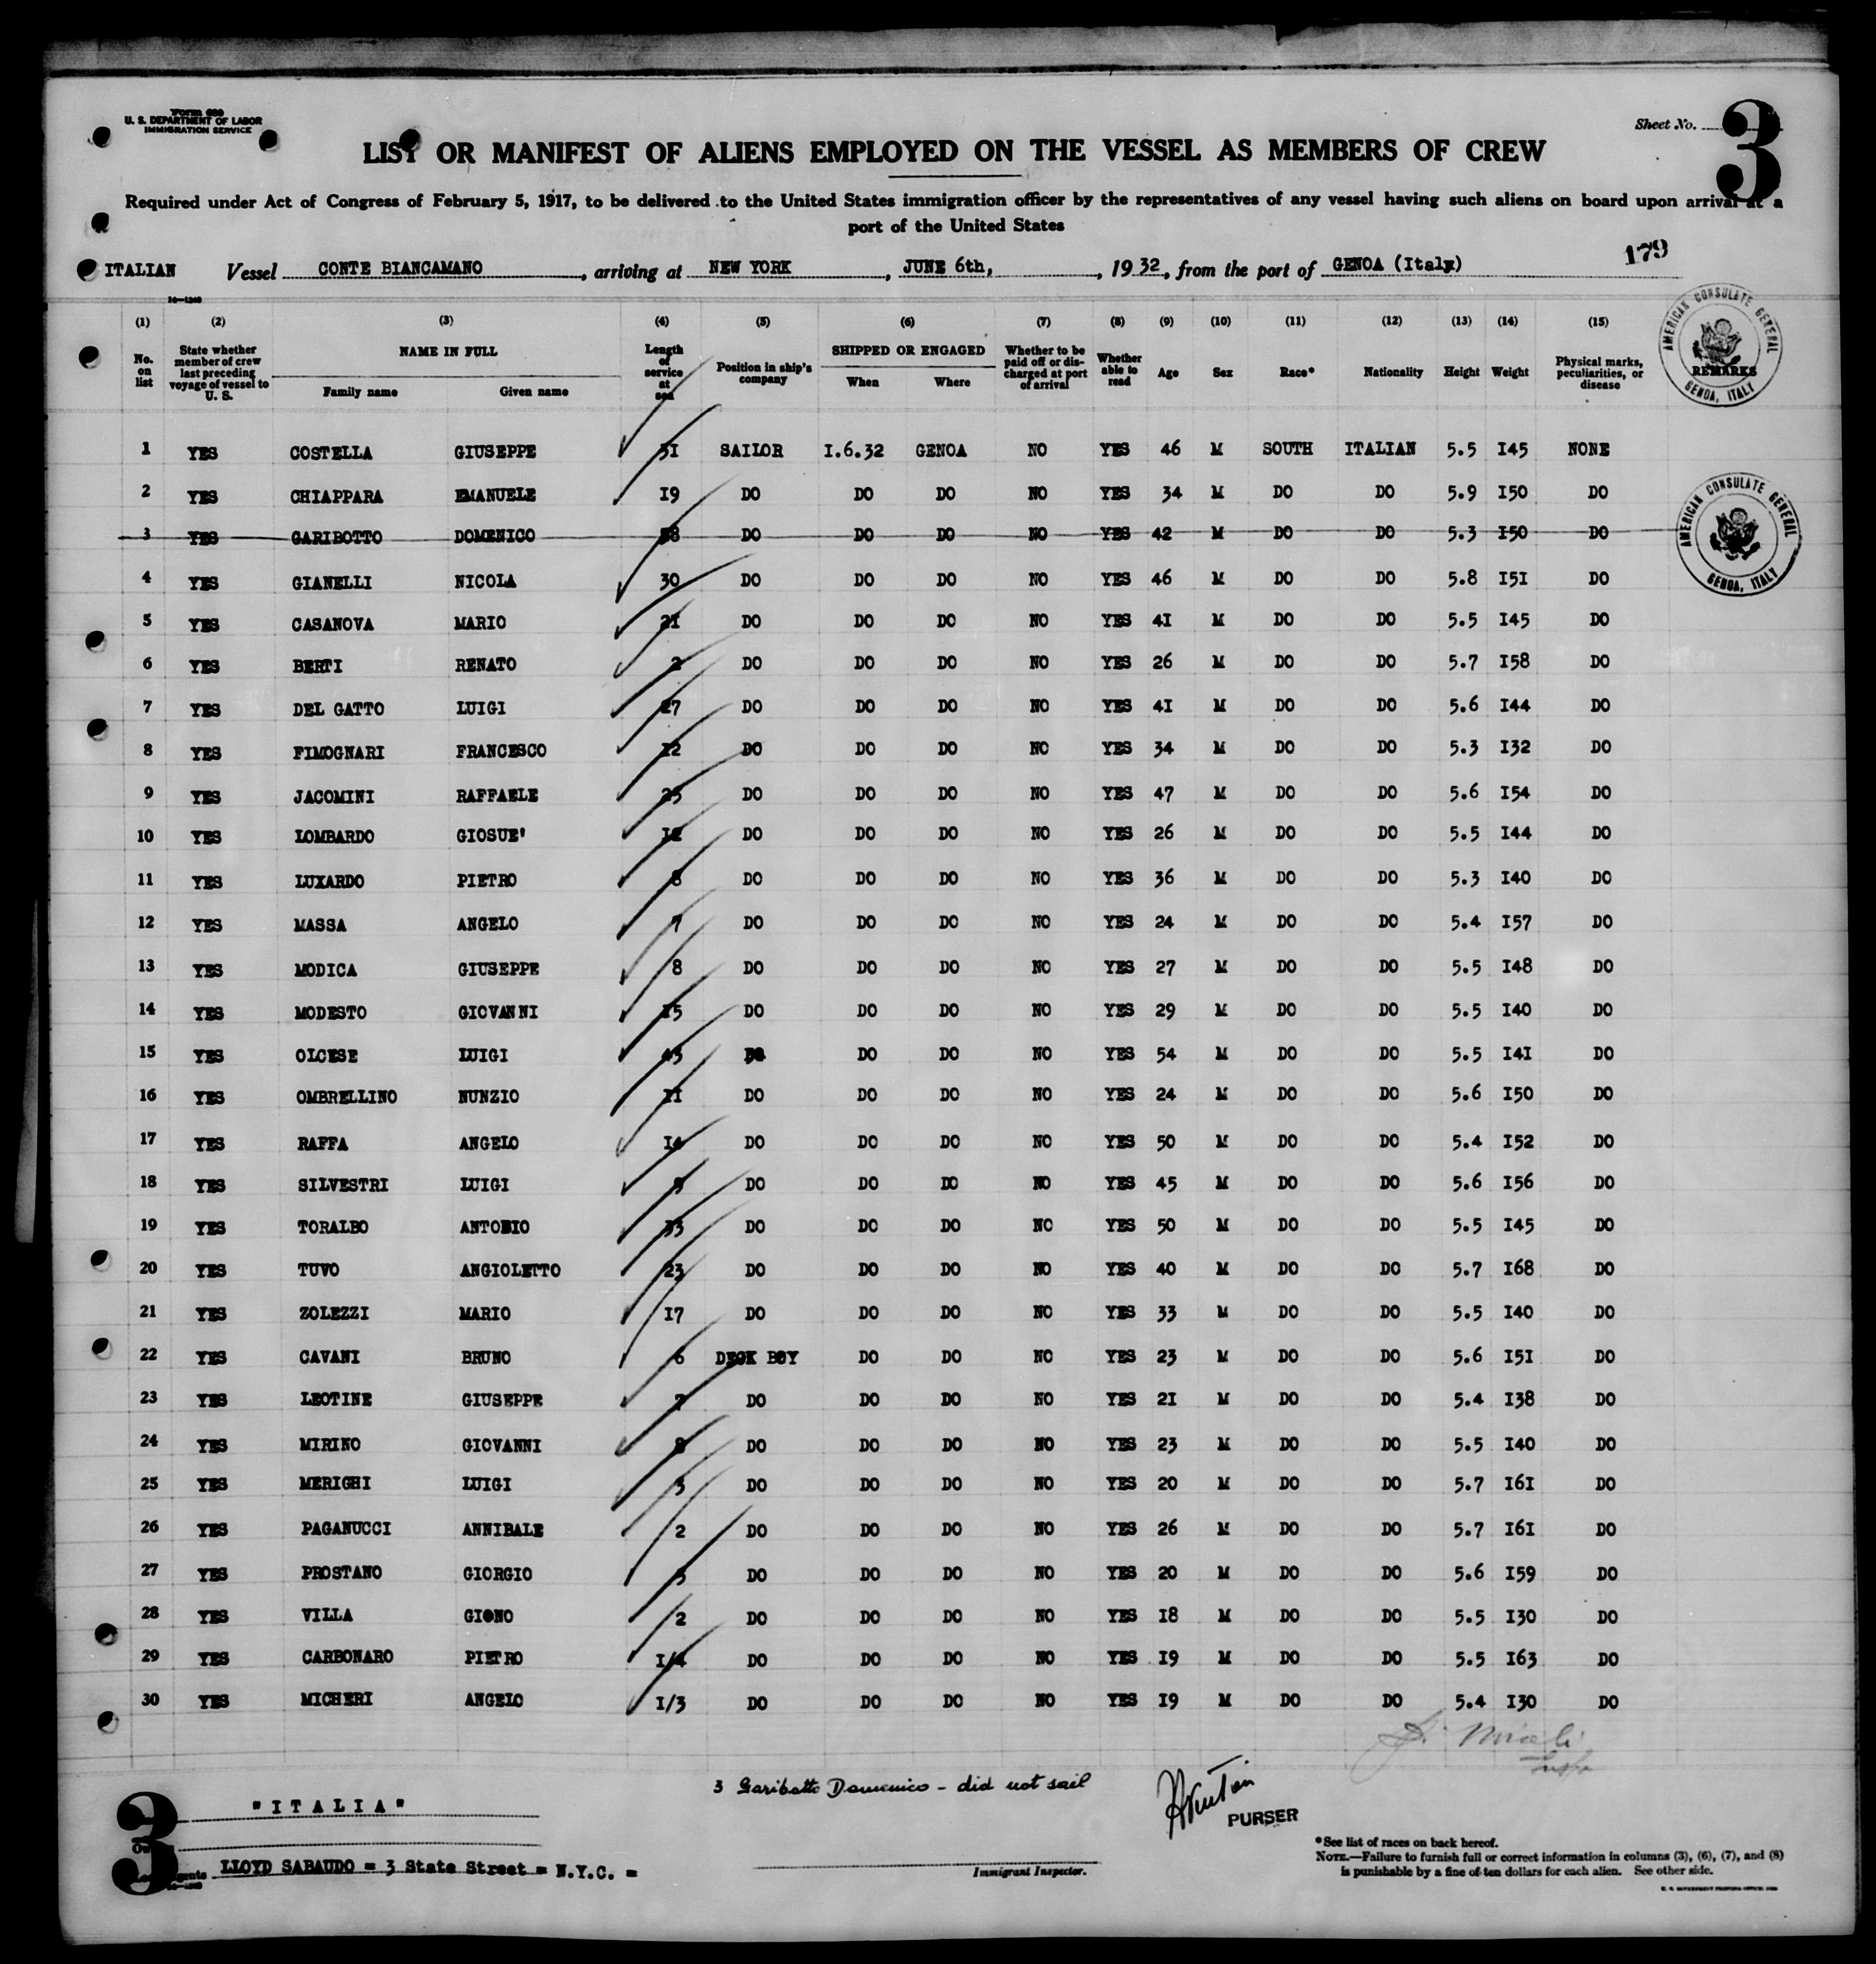 Form 680
U. S. DEPARTMENT OF LABOR
IMMIGRATION SERVICE
Sheet No. 3
LIST OR MANIFEST OF ALIENS EMPLOYED ON THE VESSEL AS MEMBERS OF CREW
Required under Act of Congress of February 5, 1917, to be delivered to the United States immigration officer by the representatives of any vessel having such aliens on board upon arrival at a
port of the United States
179
ITALIAN Vessel CONTE BIANCAMANO, arriving at NEW YORK, JUNE 6th, , 1932, from the port of GENOA (Italy)
(1) (2) (3) (4) (5) (6) (7) (8) (9) (10) (11) (12) (13) (14) (15)
No. on list State whether member of crew last preceding voyage of vessel to U. S. NAME IN FULL Family name Given name Length of service at sea Position in ship's company SHIPPED OR ENGAGED When Where Whether to be paid off or discharged at port of arrival Whether able to read Age Sex Race* Nationality Height Weight Physical marks, peculiarities, or disease REMARKS
AMERICAN CONSULATE GENERAL GENOA, ITALY
1 YES COSTELLA GIUSEPPE 31 SAILOR I.6.32 GENOA NO YES 46 M SOUTH ITALIAN 5.5 I45 NONE
2 YES CHIAPPARA EMANUELE I9 DO DO DO NO YES 34 M DO DO 5.9 I50 DO
AMERICAN CONSULATE GENERAL GENOA, ITALY
3 YES GARIBOTTO DOMENICO DO DO DO NO YES 42 M DO DO 5.3 I50 DO
4 YES GIANELLI NICOLA 30 DO DO DO NO YES 46 M DO DO 5.8 I5I DO
5 YES CASANOVA MARIO 2I DO DO DO NO YES 4I M DO DO 5.5 I45 DO
6 YES BERTI RENATO 2 DO DO DO NO YES 26 M DO DO 5.7 I58 DO
7 YES DEL GATTO LUIGI 27 DO DO DO NO YES 4I M DO DO 5.6 I44 DO
8 YES FIMOGNARI FRANCESCO I2 DO DO DO NO YES 34 M DO DO 5.3 I32 DO
9 YES JACOMINI RAFFAELE 25 DO DO DO NO YES 47 M DO DO 5.6 I54 DO
10 YES LOMBARDO GIOSUE' I2 DO DO DO NO YES 26 M DO DO 5.5 I44 DO
11 YES LUXARDO PIETRO 8 DO DO DO NO YES 36 M DO DO 5.3 I40 DO
12 YES MASSA ANGELO 7 DO DO DO NO YES 24 M DO DO 5.4 I57 DO
13 YES MODICA GIUSEPPE 8 DO DO DO NO YES 27 M DO DO 5.5 I48 DO
14 YES MODESTO GIOVANNI I5 DO DO DO NO YES 29 M DO DO 5.5 I40 DO
15 YES OLCESE LUIGI 45 DO DO DO NO YES 54 M DO DO 5.5 I4I DO
16 YES OMBRELLINO NUNZIO II DO DO DO NO YES 24 M DO DO 5.6 I50 DO
17 YES RAFFA ANGELO I4 DO DO DO NO YES 50 M DO DO 5.4 I52 DO
18 YES SILVESTRI LUIGI 9 DO DO DO NO YES 45 M DO DO 5.6 I56 DO
19 YES TORALBO ANTONIO 33 DO DO DO NO YES 50 M DO DO 5.5 I45 DO
20 YES TUVO ANGIOLETTO 23 DO DO DO NO YES 40 M DO DO 5.7 I68 DO
21 YES ZOLEZZI MARIO I7 DO DO DO NO YES 33 M DO DO 5.5 I40 DO
22 YES CAVANI BRUNO 6 DECK BOY DO DO NO YES 23 M DO DO 5.6 I5I DO
23 YES LEOTINE GIUSEPPE 7 DO DO DO NO YES 2I M DO DO 5.4 I38 DO
24 YES MIRINO GIOVANNI 8 DO DO DO NO YES 23 M DO DO 5.5 I40 DO
25 YES MERIGHI LUIGI 3 DO DO DO NO YES 20 M DO DO 5.7 I6I DO
26 YES PAGANUCCI ANNIBALE 2 DO DO DO NO YES 26 M DO DO 5.7 I6I DO
27 YES PROSTANO GIORGIO 3 DO DO DO NO YES 20 M DO DO 5.6 I59 DO
28 YES VILLA GIONO 2 DO DO DO NO YES I8 M DO DO 5.5 I30 DO
29 YES CARBONARO PIETRO I/4 DO DO DO NO YES I9 M DO DO 5.5 I63 DO
30 YES MICHERI ANGELO I/3 DO DO DO NO YES I9 M DO DO 5.4 I30 DO
3 Garibotto Domenico - did not sail
PURSER
3
"ITALIA"
LLOYD SABAUDO = 3 State Street = N.Y.C. =
Immigrant Inspector.
*See list of races on back hereof.
NOTE.—Failure to furnish full or correct information in columns (3), (6), (7), and (8)
is punishable by a fine of ten dollars for each alien. See other side.